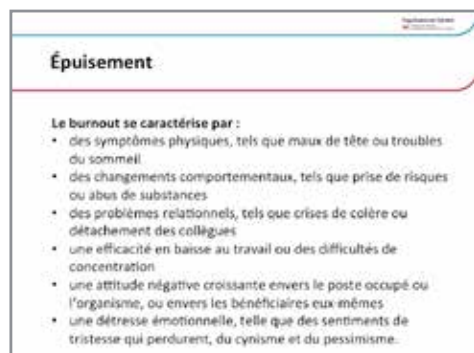 Épuisement
Le burnout se caractérise par :
• des symptômes physiques, tels que maux de tête ou troubles
du sommeil
• des changements comportementaux, tels que prise de risques
ou abus de substances
• des problèmes relationnels, tels que crises de colère ou
détachement des collègues
• une efficacité en baisse au travail ou des difficultés de
concentration
• une attitude négative croissante envers le poste occupé ou
l'organisme, ou envers les bénéficiaires eux-mêmes
• une détresse émotionnelle, telle que des sentiments de
tristesse qui perdurent, du cynisme et du pessimisme.